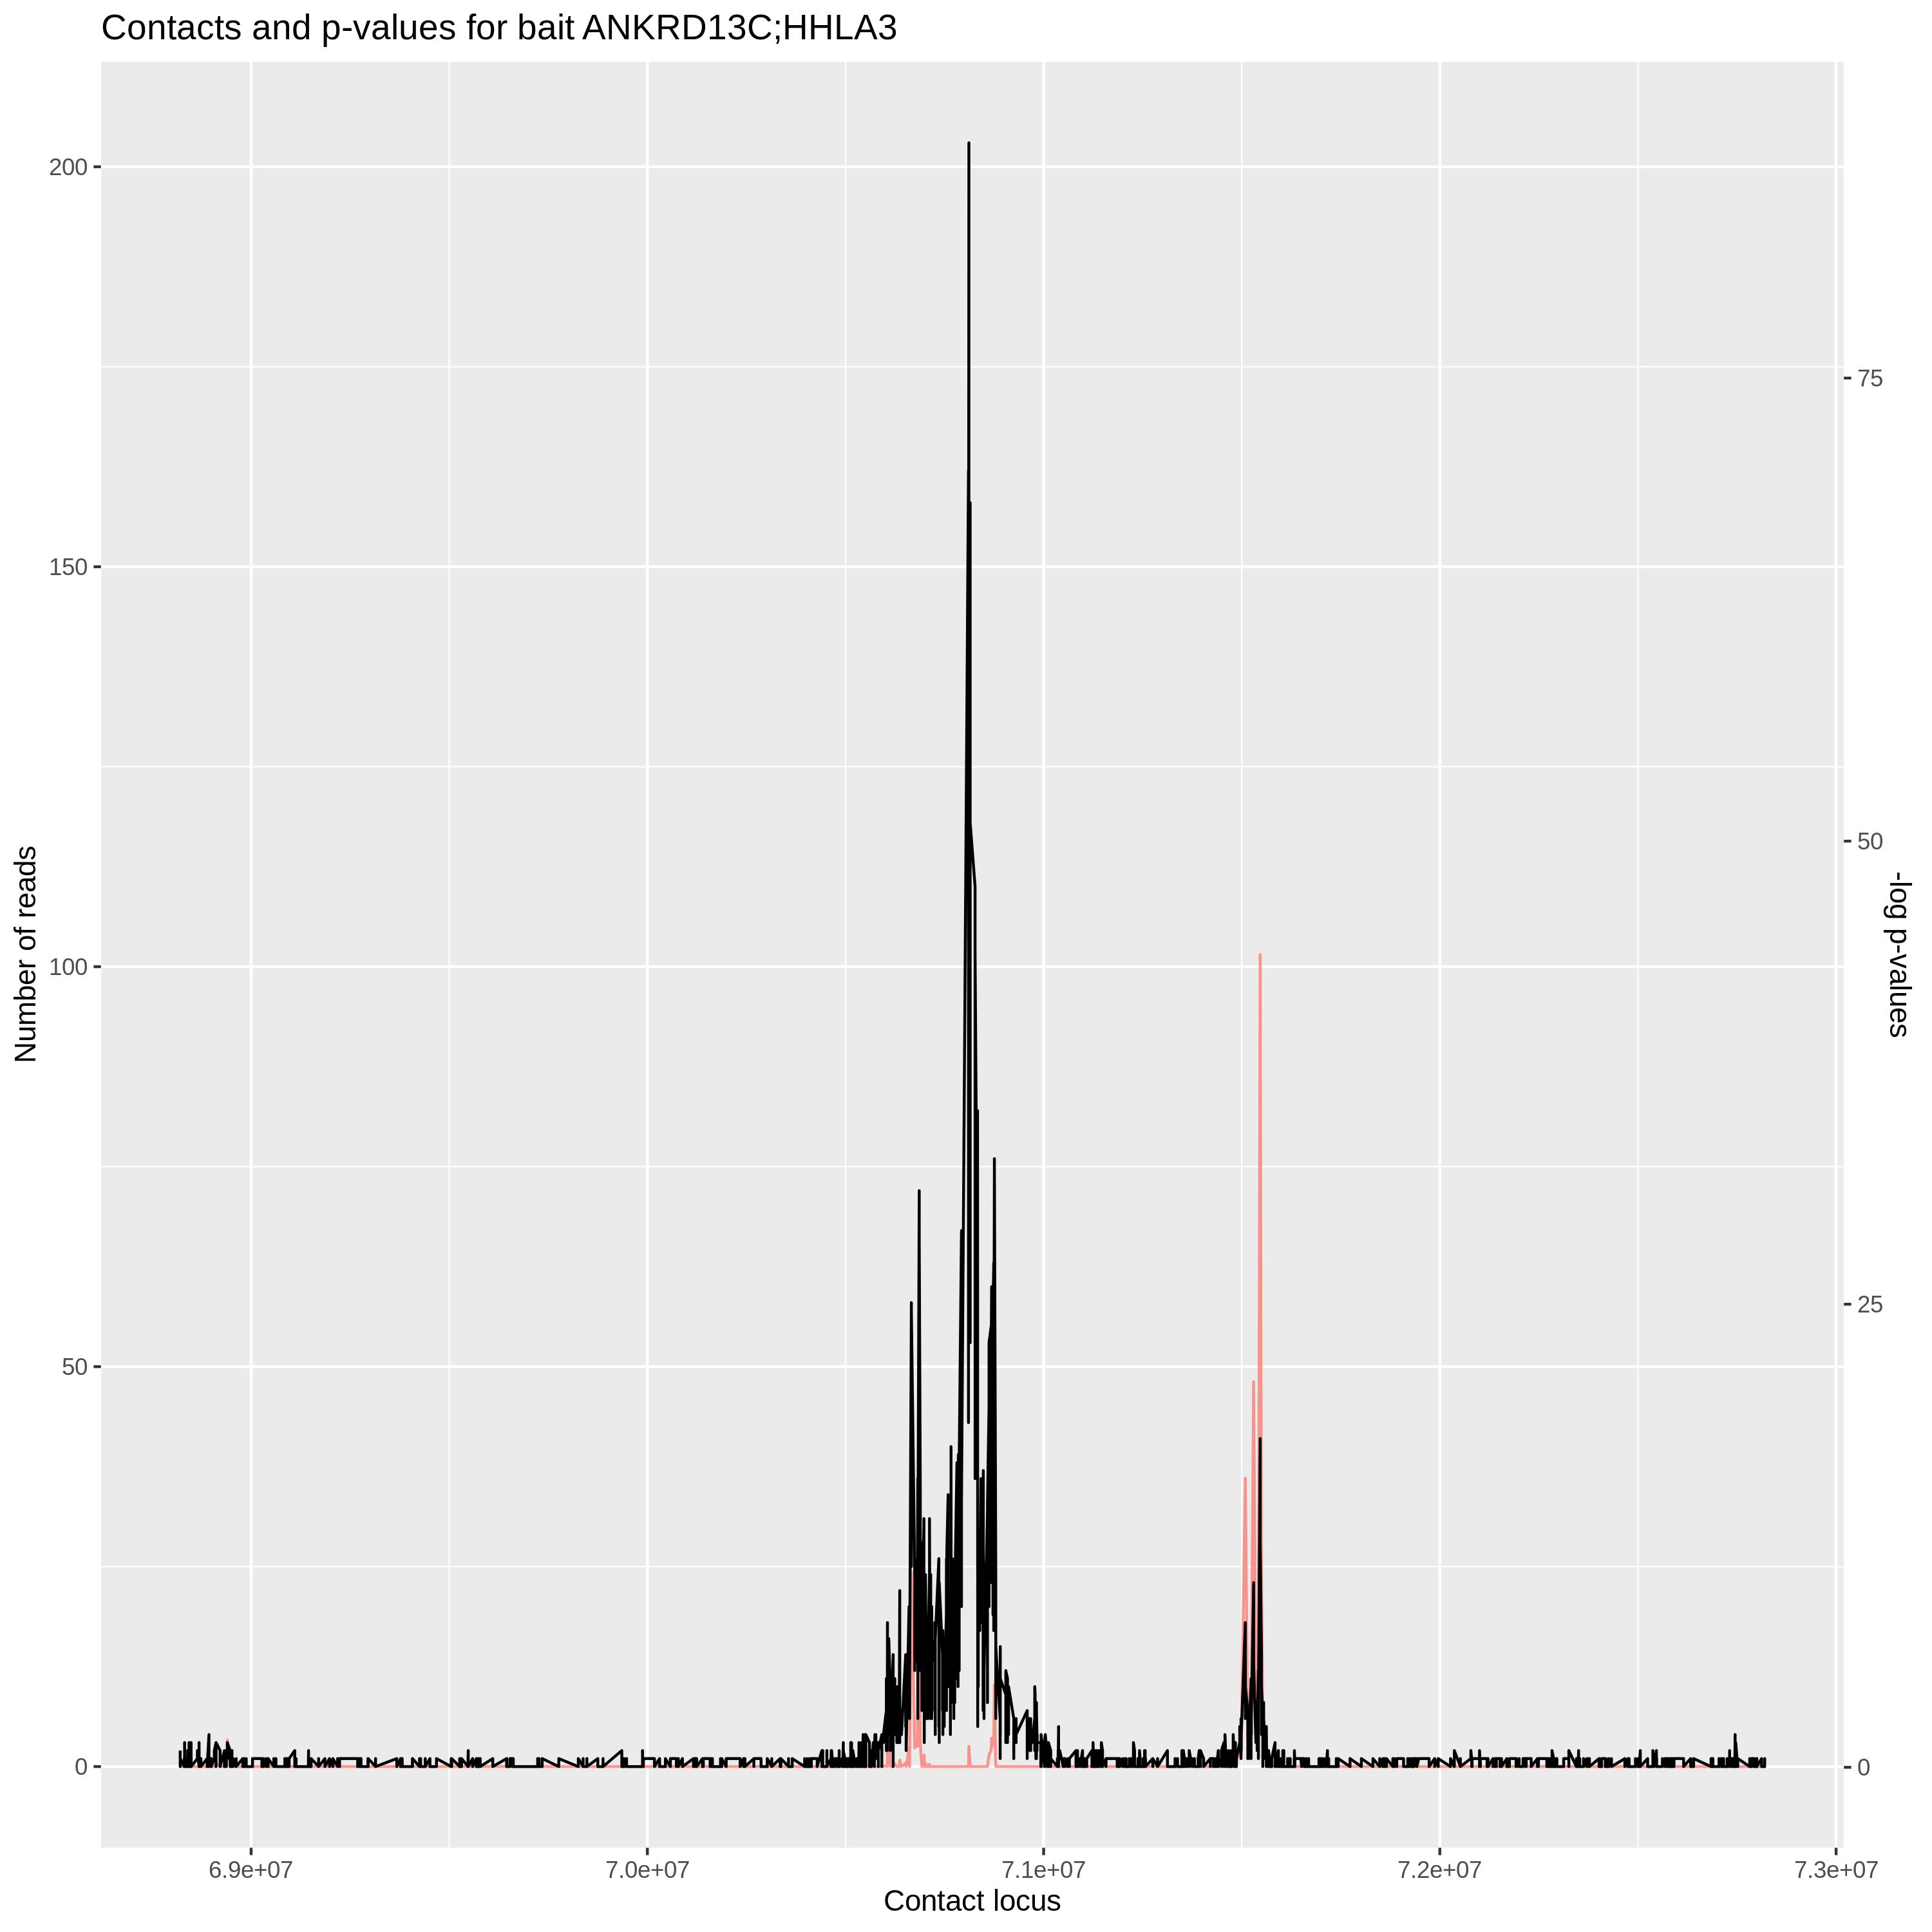 Contacts and p-values for bait ANKRD13C;HHLA3
200
150
100
50
0
75
50
25
0
Number of reads
-log p-values
6.9e+07
7.0e+07
7.1e+07
7.2e+07
7.3e+07
Contact locus